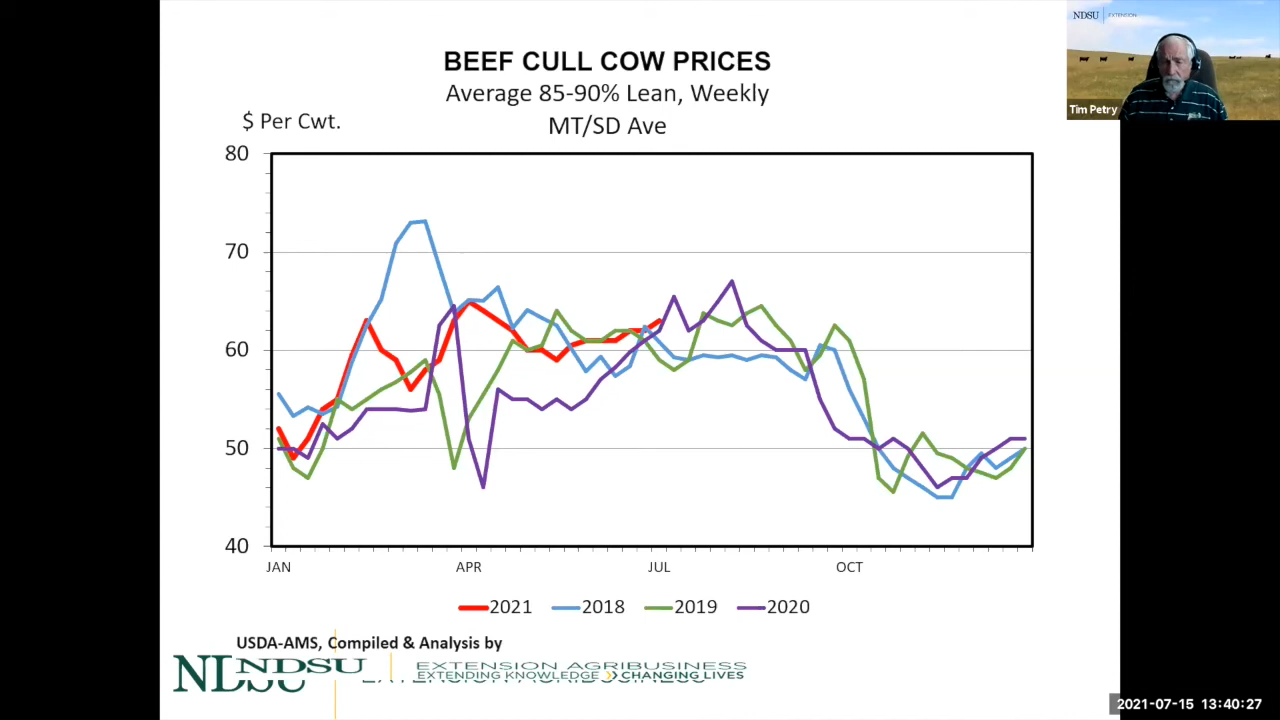 BEEF CULL COW PRICES
Average 85-90% Lean, Weekly
MT/SD Ave
$ Per Cwt.
80
70
60
50
40
JAN APR JUL OCT
2021 2018 2019 2020
USDA-AMS, Compiled & Analysis by
NDSU
EXTENSION AGRIBUSINESS
EXTENDING KNOWLEDGE CHANGING LIVES
NDSU EXTENSION
Tim Petry
2021-07-15 13:40:27